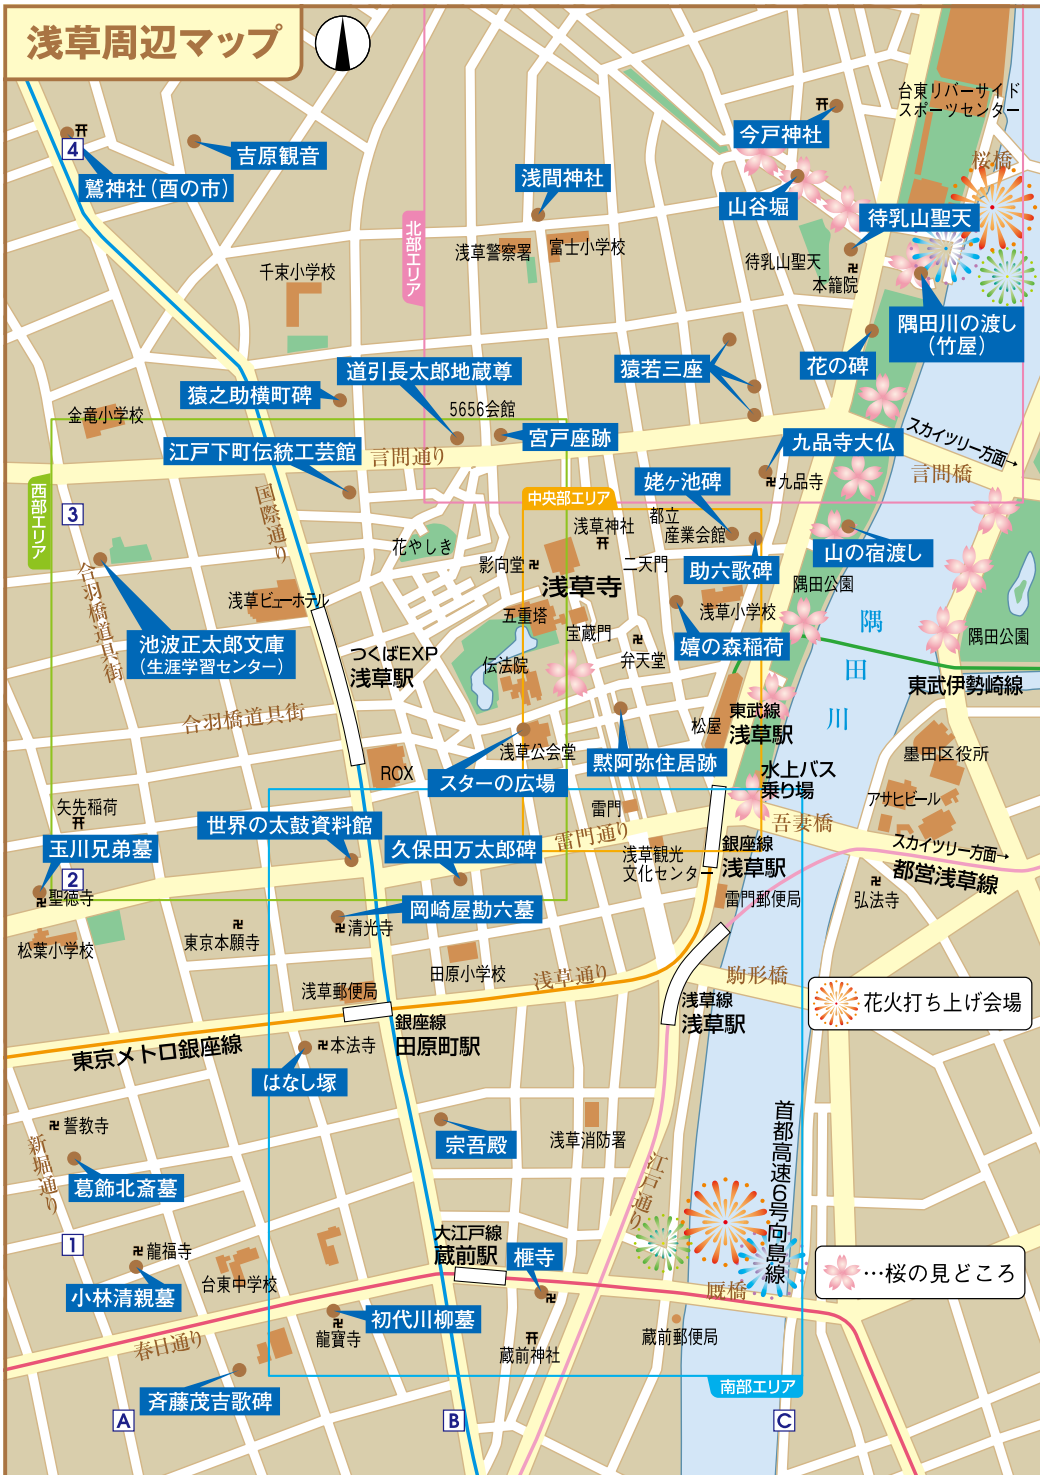 浅草周辺マップ
台東リバーサイド
スポーツセンター
桜橋
4
吉原観音
鷲神社(酉の市)
今戸神社
浅間神社
山谷堀
待乳山聖天
北部エリア
浅草警察署
富士小学校
待乳山聖天
本龍院
千束小学校
隅田川の渡し
(竹屋)
花の碑
猿若三座
道引長太郎地蔵尊
猿之助横町碑
5656会館
金竜小学校
宮戸座跡
江戸下町伝統工芸館
言問通り
九品寺大仏
スカイツリー方面→
言問橋
九品寺
姥ヶ池碑
西部エリア
3
国際通り
中央部エリア
浅草神社
都立
産業会館
山の宿渡し
花やしき
影向堂
二天門
助六歌碑
浅草寺
隅田公園
合羽橋道具街
浅草ビューホテル
五重塔
宝蔵門
浅草小学校
隅田公園
池波正太郎文庫
(生涯学習センター)
つくばEXP
浅草駅
伝法院
弁天堂
嬉の森稲荷
隅田川
東武伊勢崎線
合羽橋道具街
松屋
東武線
浅草駅
浅草公会堂
黙阿弥住居跡
墨田区役所
ROX
スターの広場
水上バス
乗り場
アサヒビール
矢先稲荷
雷門
吾妻橋
世界の太鼓資料館
雷門通り
玉川兄弟墓
久保田万太郎碑
浅草観光
文化センター
銀座線
浅草駅
スカイツリー方面→
都営浅草線
2
聖徳寺
岡崎屋勘六墓
雷門郵便局
弘法寺
清光寺
松葉小学校
東京本願寺
田原小学校
浅草通り
駒形橋
浅草郵便局
浅草線
浅草駅
花火打ち上げ会場
東京メトロ銀座線
銀座線
田原町駅
本法寺
はなし塚
誓教寺
宗吾殿
浅草消防署
首都高速6号向島線
新堀通り
葛飾北斎墓
江戸通り
1
龍福寺
大江戸線
蔵前駅
榧寺
台東中学校
小林清親墓
桜の見どころ
厩橋
初代川柳墓
春日通り
龍寶寺
蔵前神社
蔵前郵便局
斉藤茂吉歌碑
南部エリア
A
B
C